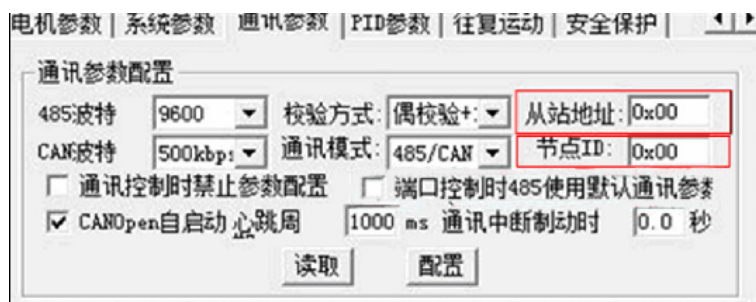 电机参数 系统参数 通讯参数 PID参数 往复运动 安全保护
通讯参数配置
485波特 9600 校验方式: 偶校验+ 从站地址: 0x00
CAN波特 500kbps 通讯模式: 485/CAN 节点ID: 0x00
通讯控制时禁止参数配置 端口控制时485使用默认通讯参数
CANOpen自启动 心跳周 1000 ms 通讯中断制动时 0.0 秒
读取 配置